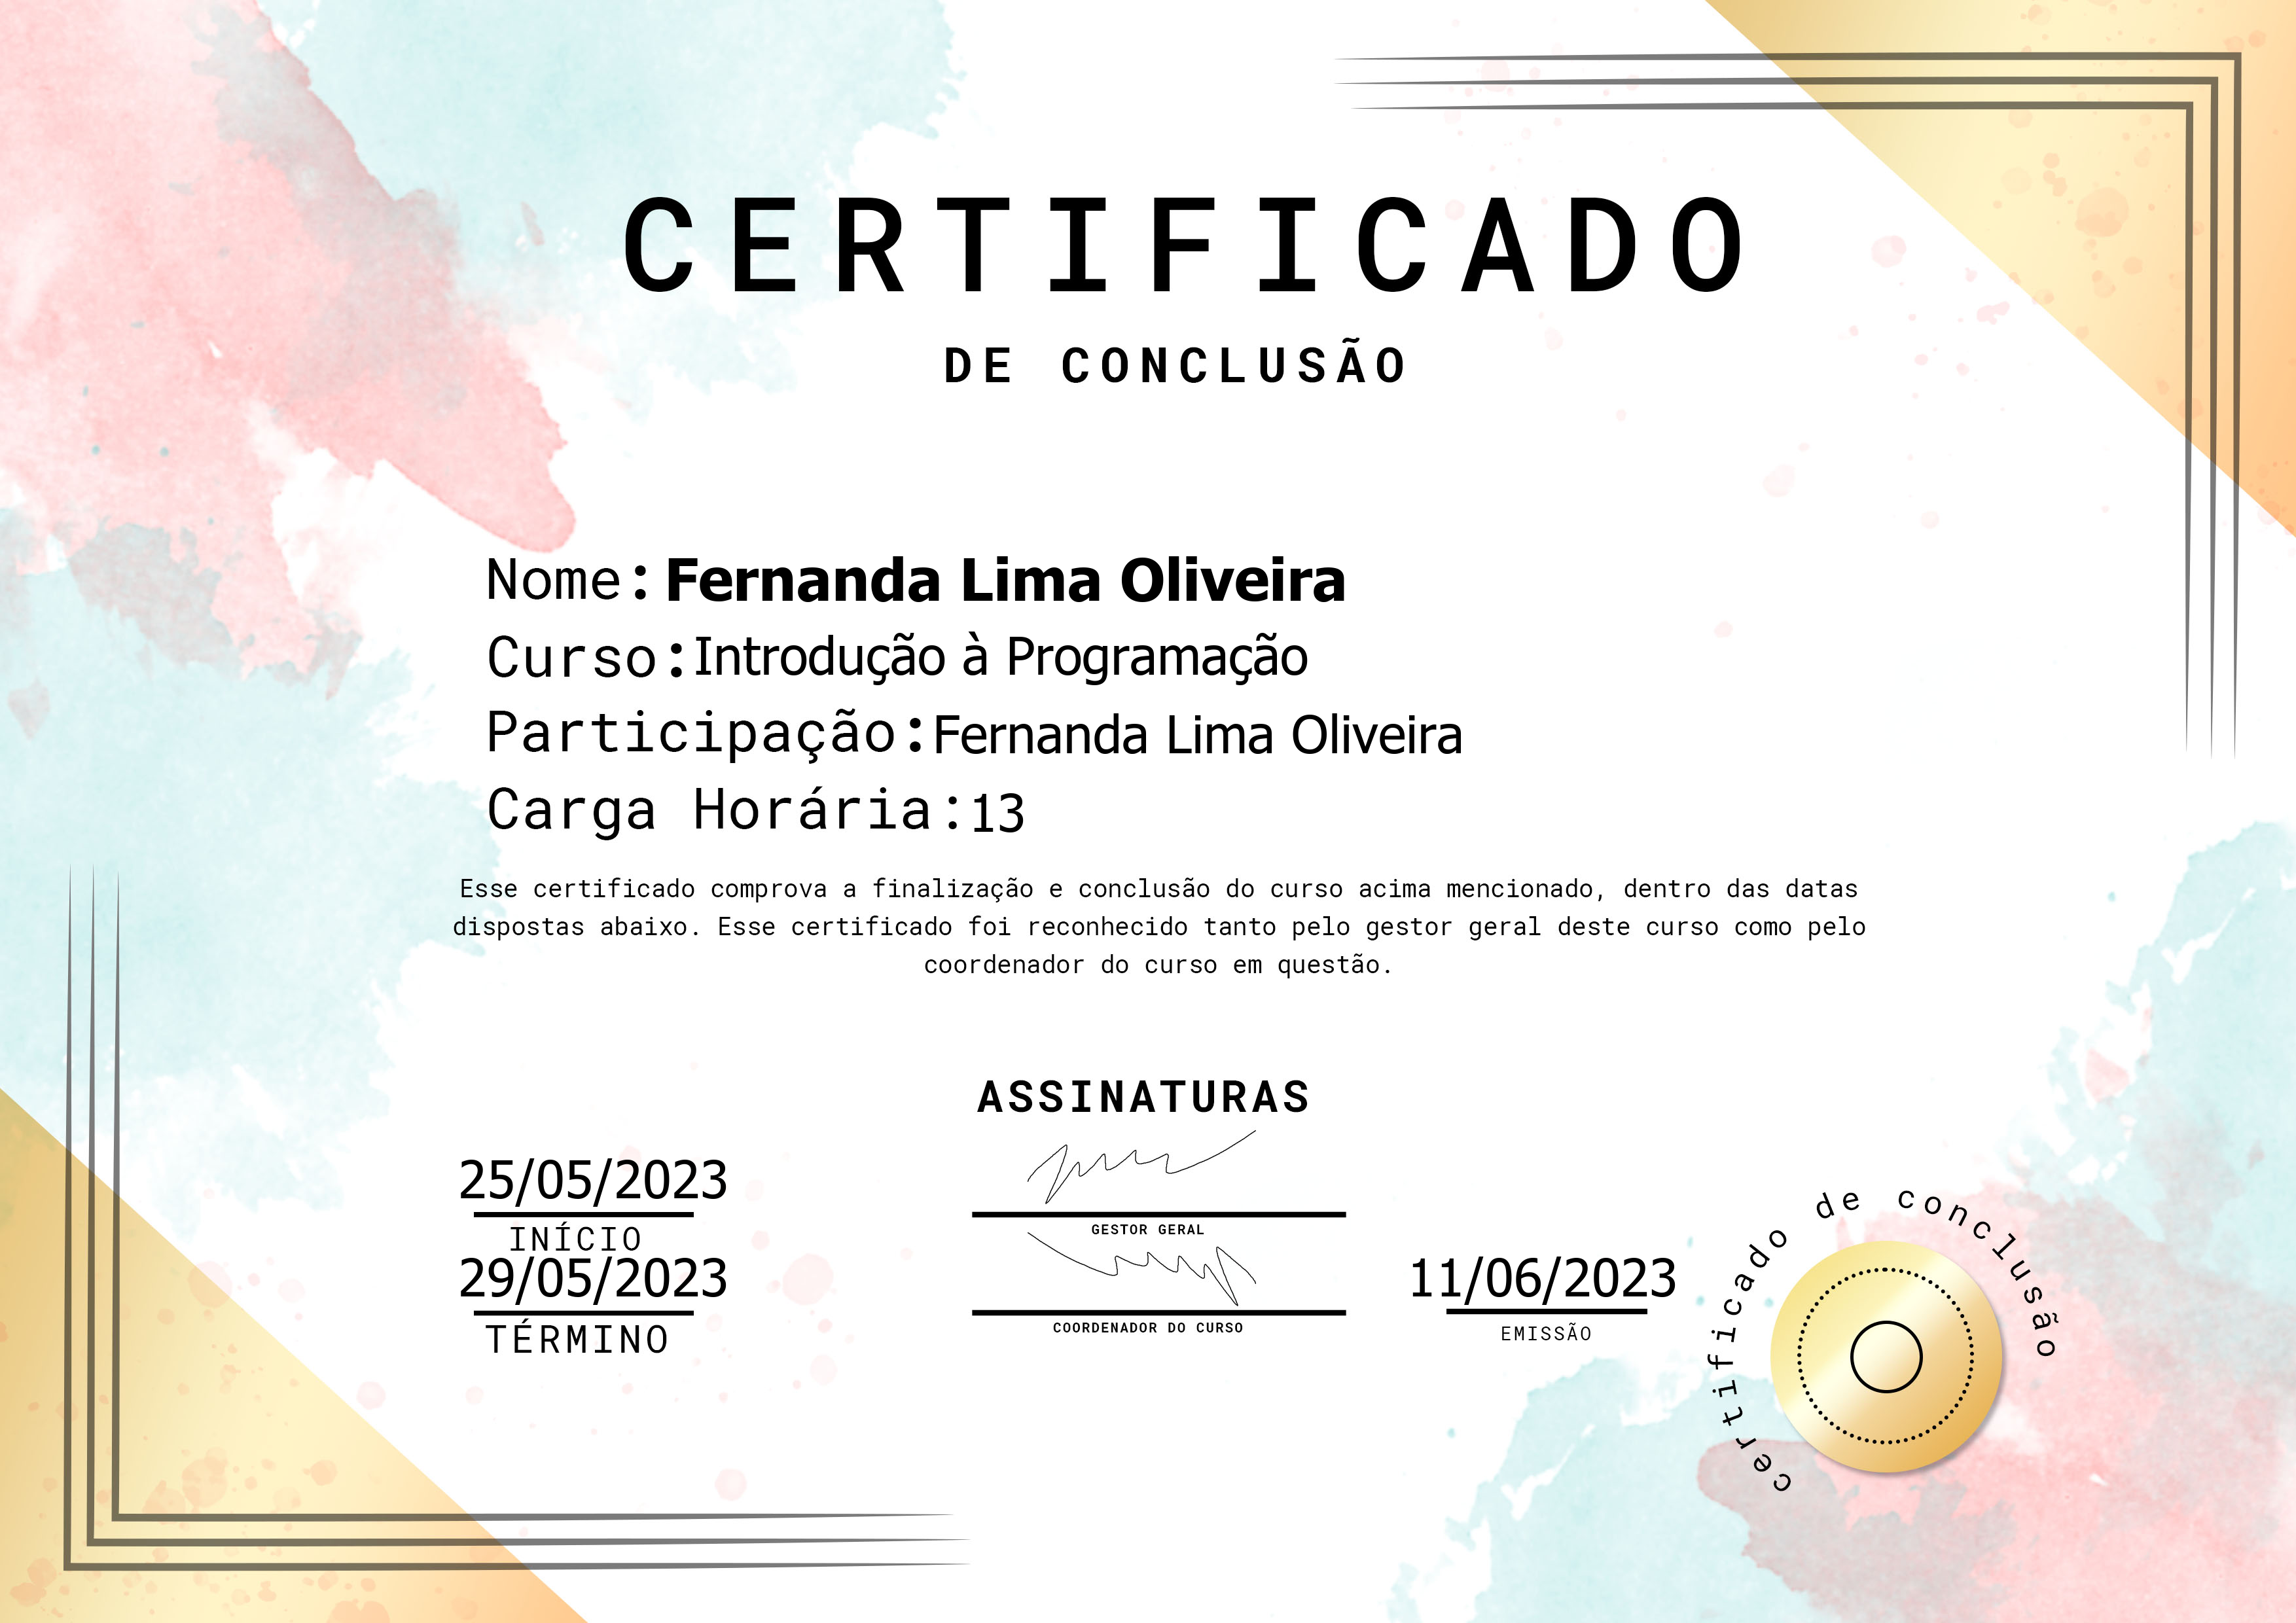 CERTIFICADO
DE CONCLUSÃO
Nome: Fernanda Lima Oliveira
Curso:Introdução à Programação
Participação:Fernanda Lima Oliveira
Carga Horária:13
Esse certificado comprova a finalização e conclusão do curso acima mencionado, dentro das datas
dispostas abaixo. Esse certificado foi reconhecido tanto pelo gestor geral deste curso como pelo
coordenador do curso em questão.
ASSINATURAS
25/05/2023
INÍCIO
GESTOR GERAL
29/05/2023
TÉRMINO
COORDENADOR DO CURSO
11/06/2023
EMISSÃO
certificado de conclusão